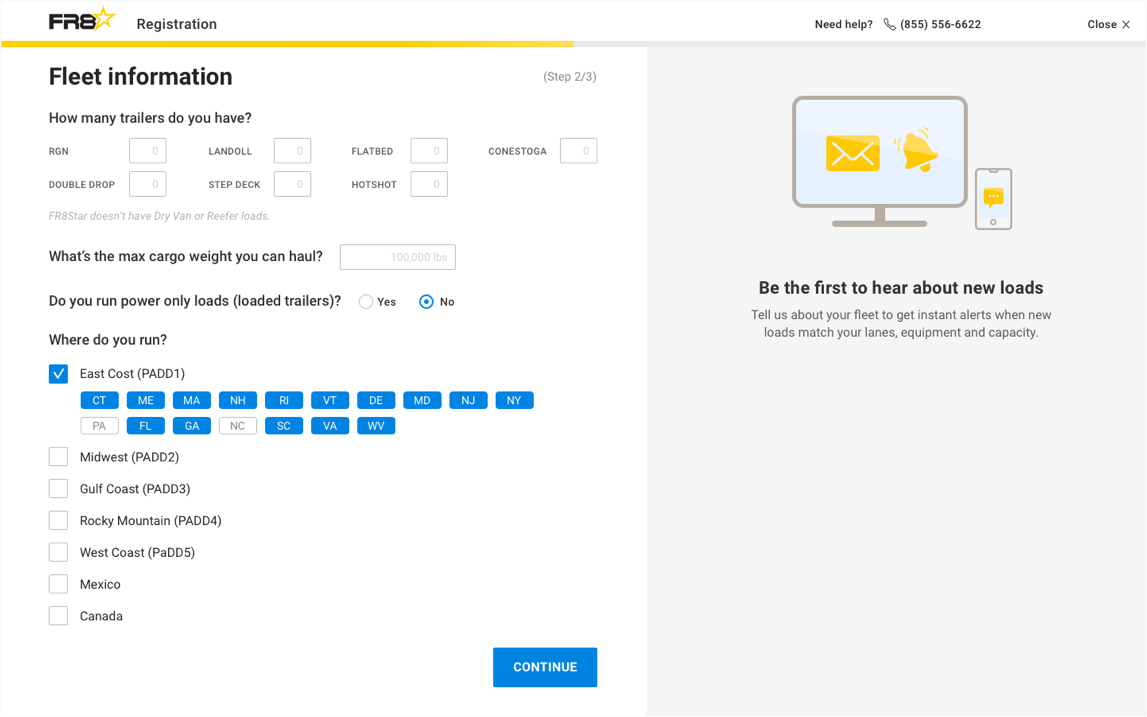 FR8 Registration Need help? (855) 556-6622 Close
Fleet information (Step 2/3)
How many trailers do you have?
RGN 0 LANDOLL 0 FLATBED 0 CONESTOGA 0
DOUBLE DROP 0 STEP DECK 0 HOTSHOT 0
FR8Star doesn't have Dry Van or Reefer loads.
What's the max cargo weight you can haul? 100,000 lbs
Do you run power only loads (loaded trailers)? Yes No
Where do you run?
East Cost (PADD1)
CT ME MA NH RI VT DE MD NJ NY
PA FL GA NC SC VA WV
Midwest (PADD2)
Gulf Coast (PADD3)
Rocky Mountain (PADD4)
West Coast (PaDD5)
Mexico
Canada
CONTINUE
Be the first to hear about new loads
Tell us about your fleet to get instant alerts when new
loads match your lanes, equipment and capacity.